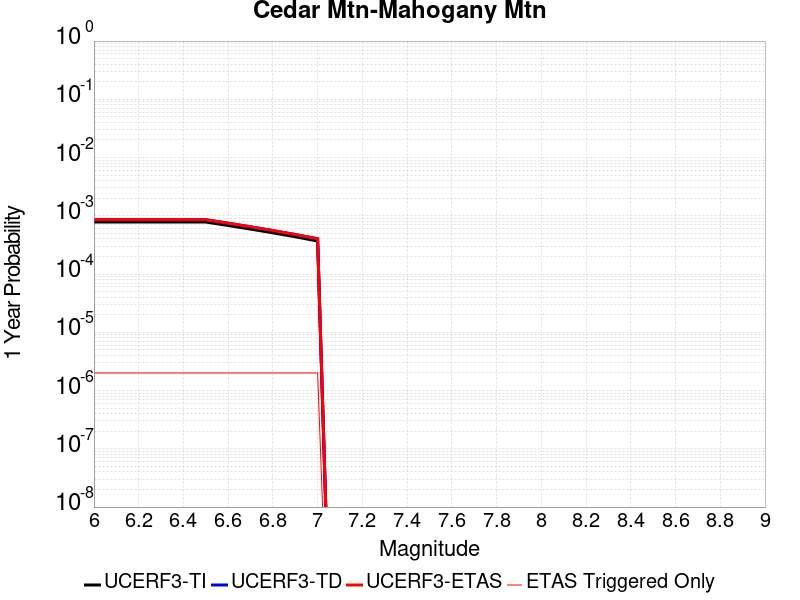 Cedar Mtn-Mahogany Mtn
10^0
10^-1
10^-2
10^-3
10^-4
10^-5
10^-6
10^-7
10^-8
1 Year Probability
6 6.2 6.4 6.6 6.8 7 7.2 7.4 7.6 7.8 8 8.2 8.4 8.6 8.8 9
Magnitude
UCERF3-TI UCERF3-TD UCERF3-ETAS ETAS Triggered Only